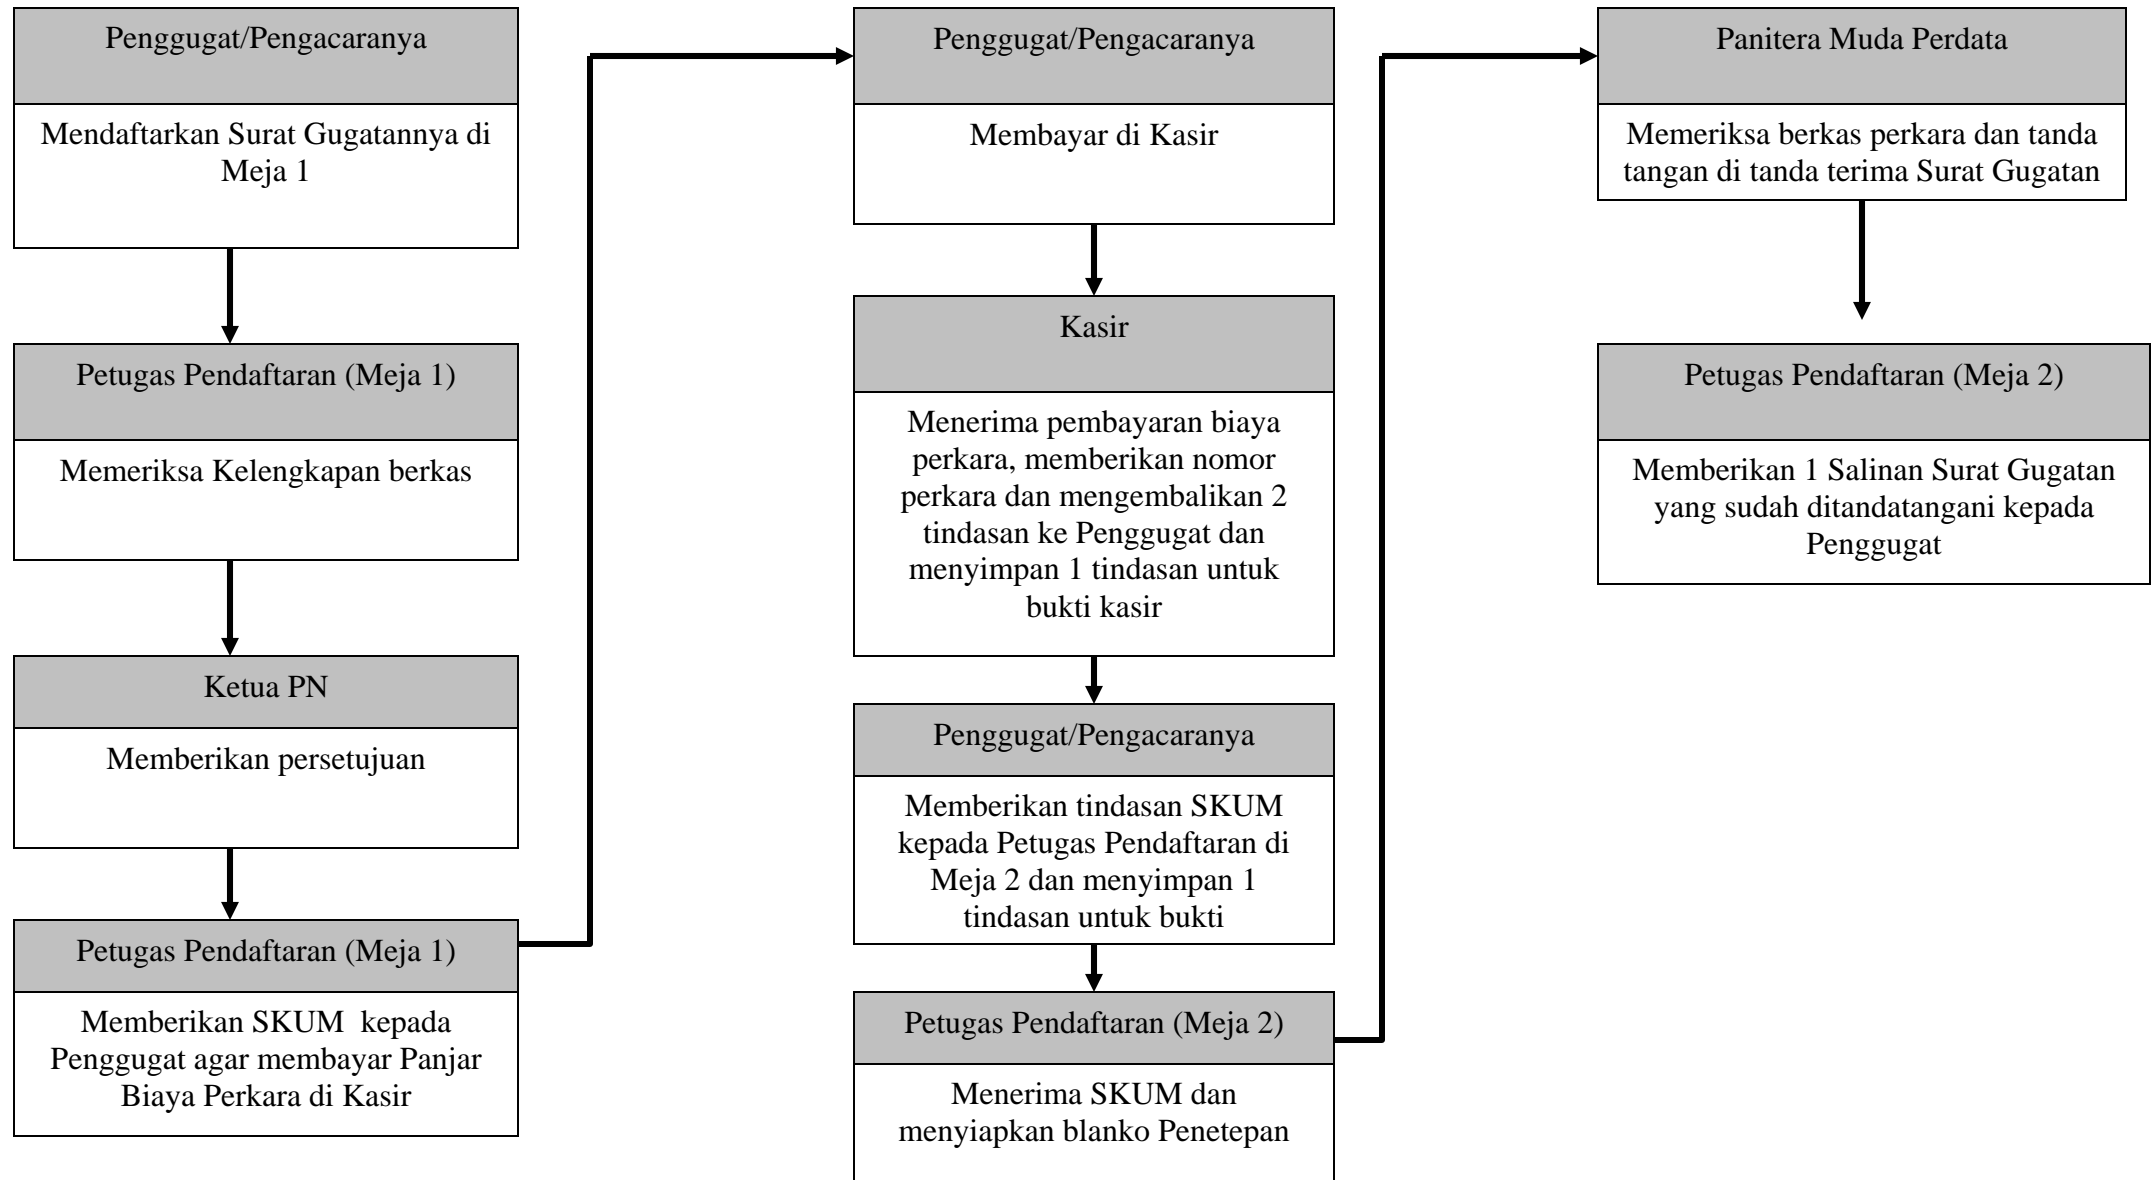 Penggugat/Pengacaranya
Mendaftarkan Surat Gugatannya di
Meja 1
Petugas Pendaftaran (Meja 1)
Memeriksa Kelengkapan berkas
Ketua PN
Memberikan persetujuan
Petugas Pendaftaran (Meja 1)
Memberikan SKUM kepada
Penggugat agar membayar Panjar
Biaya Perkara di Kasir
Penggugat/Pengacaranya
Membayar di Kasir
Kasir
Menerima pembayaran biaya
perkara, memberikan nomor
perkara dan mengembalikan 2
tindasan ke Penggugat dan
menyimpan 1 tindasan untuk
bukti kasir
Penggugat/Pengacaranya
Memberikan tindasan SKUM
kepada Petugas Pendaftaran di
Meja 2 dan menyimpan 1
tindasan untuk bukti
Petugas Pendaftaran (Meja 2)
Menerima SKUM dan
menyiapkan blanko Penetepan
Panitera Muda Perdata
Memeriksa berkas perkara dan tanda
tangan di tanda terima Surat Gugatan
Petugas Pendaftaran (Meja 2)
Memberikan 1 Salinan Surat Gugatan
yang sudah ditandatangani kepada
Penggugat